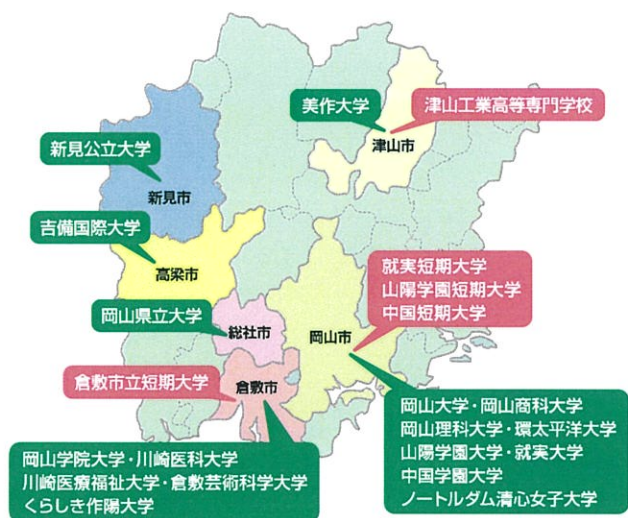 美作大学
津山工業高等専門学校
津山市
新見公立大学
新見市
吉備国際大学
高梁市
就実短期大学
山陽学園短期大学
中国短期大学
岡山県立大学
総社市
岡山市
倉敷市立短期大学
倉敷市
岡山大学・岡山商科大学
岡山理科大学・環太平洋大学
山陽学園大学・就実大学
中国学園大学
ノートルダム清心女子大学
岡山学院大学・川崎医科大学
川崎医療福祉大学・倉敷芸術科学大学
くらしき作陽大学